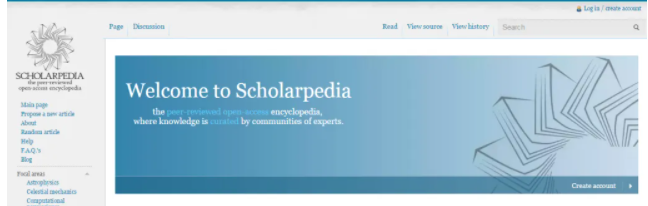 Log in / create account
Page Discussion Read View source View history Search
SCHOLARPEDIA
the peer-reviewed
open-access encyclopedia
Main page
Propose a new article
About
Random article
Help
F.A.Q.'s
Blog
Focal areas
Astrophysics
Celestial mechanics
Computational
Welcome to Scholarpedia
the peer-reviewed open-access encyclopedia,
where knowledge is curated by communities of experts.
Create account